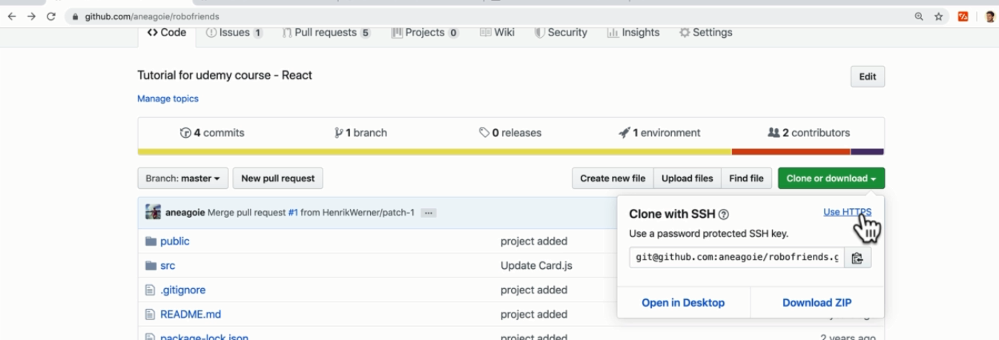 github.com/aneagoie/robofriends
Code Issues 1 Pull requests 5 Projects 0 Wiki Security Insights Settings
Tutorial for udemy course - React Edit
Manage topics
4 commits 1 branch 0 releases 1 environment 2 contributors
Branch: master New pull request Create new file Upload files Find file Clone or download
aneagoie Merge pull request #1 from HenrikWerner/patch-1 ...
Clone with SSH Use HTTPS
Use a password protected SSH key.
public project added
git@github.com:aneagoie/robofriends.g
src Update Card.js
.gitignore project added
Open in Desktop Download ZIP
README.md project added
package-lock.json project added 2 years ago